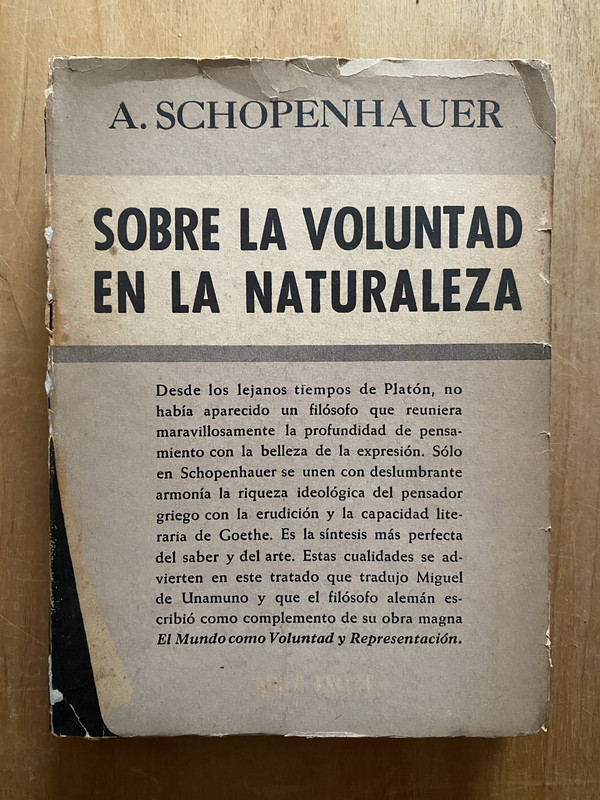 A. SCHOPENHAUER
SOBRE LA VOLUNTAD
EN LA NATURALEZA
Desde los lejanos tiempos de Platón, no
había aparecido un filósofo que reuniera
maravillosamente la profundidad de pensa-
miento con la belleza de la expresión. Sólo
en Schopenhauer se unen con deslumbrante
armonía la riqueza ideológica del pensador
griego con la erudición y la capacidad lite-
raria de Goethe. Es la síntesis más perfecta
del saber y del arte. Estas cualidades se ad-
vierten en este tratado que tradujo Miguel
de Unamuno y que el filósofo alemán es-
cribió como complemento de su obra magna
El Mundo como Voluntad y Representación.